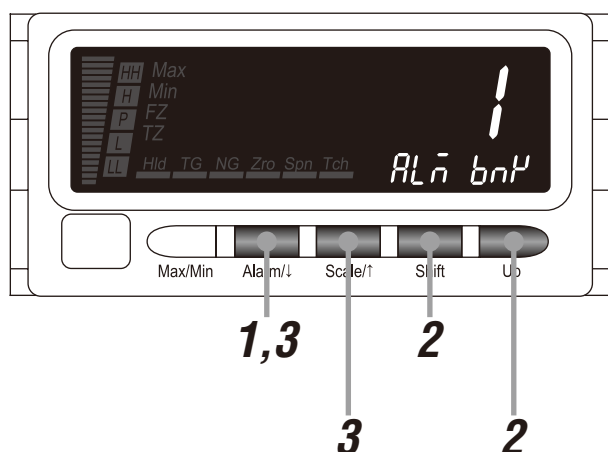 HH Max
H Min
P FZ
L TZ
LL Hld TG NG Zro Spn Tch
1
ALM bnK
Max/Min Alarm/↓ Scale/↑ Shift Up
1,3 2
3 2